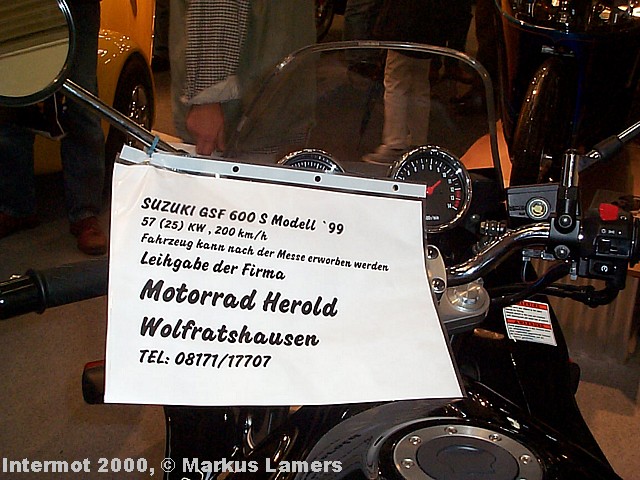 SUZUKI GSF 600 S Modell `99
57 (25) KW , 200 km/h
Fahrzeug kann nach der Messe erworben werden
Leihgabe der Firma
Motorrad Herold
Wolfratshausen
TEL: 08171/17707
Intermot 2000, © Markus Lamers